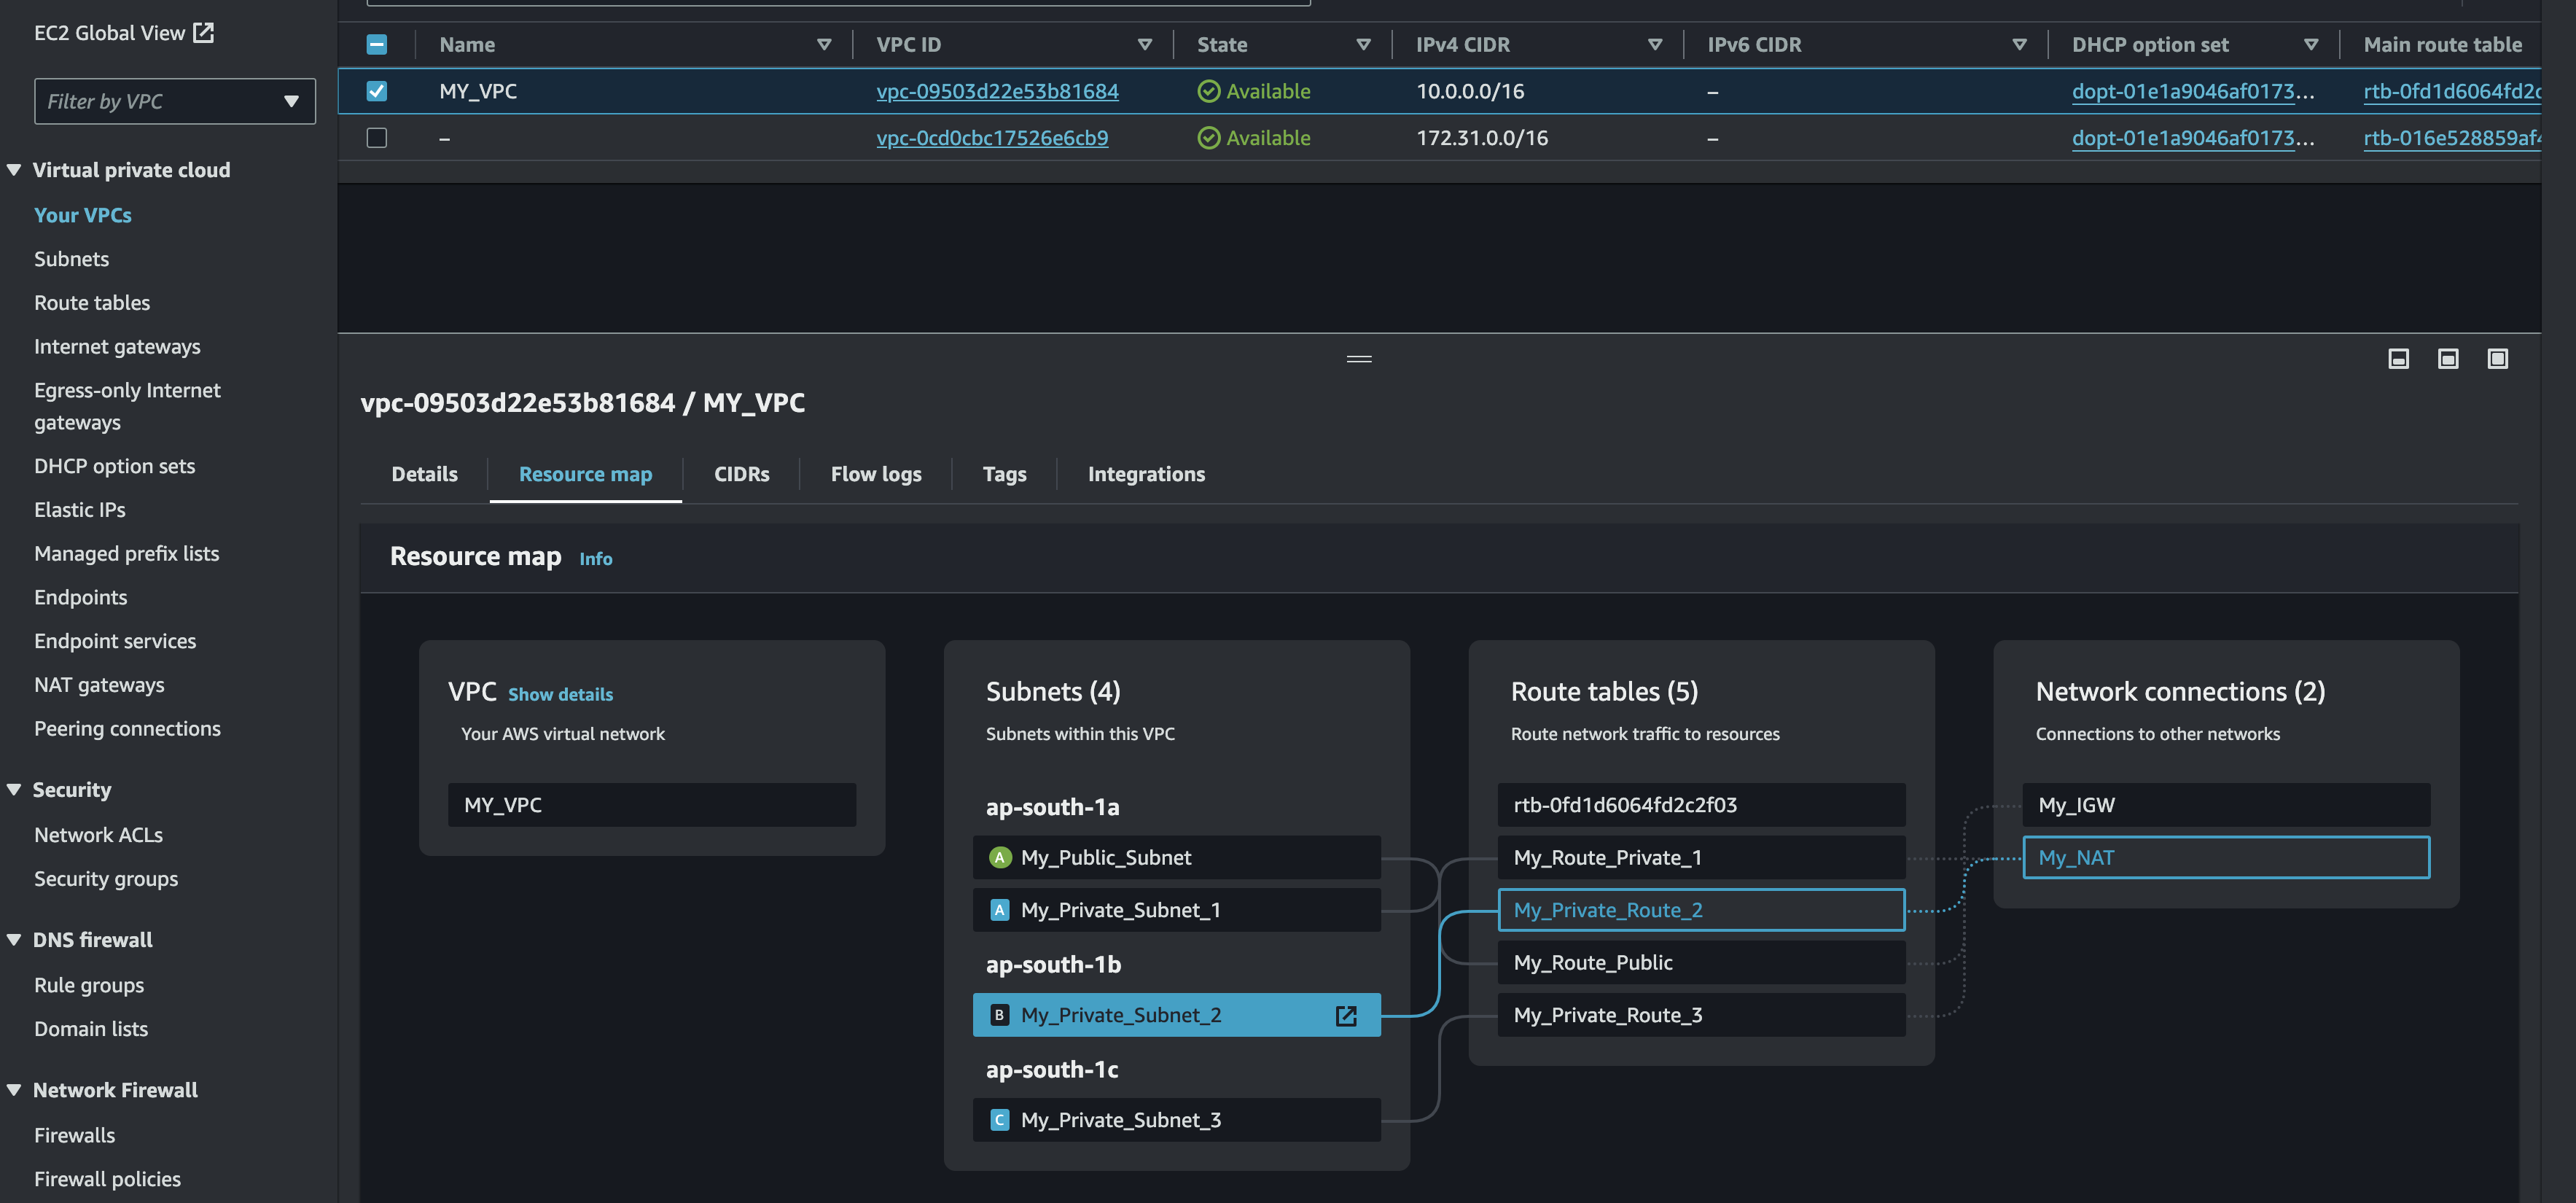 EC2 Global View
Filter by VPC
Virtual private cloud
Your VPCs
Subnets
Route tables
Internet gateways
Egress-only Internet
gateways
DHCP option sets
Elastic IPs
Managed prefix lists
Endpoints
Endpoint services
NAT gateways
Peering connections
Security
Network ACLs
Security groups
DNS firewall
Rule groups
Domain lists
Network Firewall
Firewalls
Firewall policies
Name VPC ID State IPv4 CIDR IPv6 CIDR DHCP option set Main route table
MY_VPC vpc-09503d22e53b81684 Available 10.0.0.0/16 – dopt-01e1a9046af0173... rtb-0fd1d6064fd2c
– vpc-0cd0cbc17526e6cb9 Available 172.31.0.0/16 – dopt-01e1a9046af0173... rtb-016e528859af4
vpc-09503d22e53b81684 / MY_VPC
Details Resource map CIDRs Flow logs Tags Integrations
Resource map Info
VPC Show details
Your AWS virtual network
MY_VPC
Subnets (4)
Subnets within this VPC
ap-south-1a
A My_Public_Subnet
A My_Private_Subnet_1
ap-south-1b
B My_Private_Subnet_2
ap-south-1c
C My_Private_Subnet_3
Route tables (5)
Route network traffic to resources
rtb-0fd1d6064fd2c2f03
My_Route_Private_1
My_Private_Route_2
My_Route_Public
My_Private_Route_3
Network connections (2)
Connections to other networks
My_IGW
My_NAT